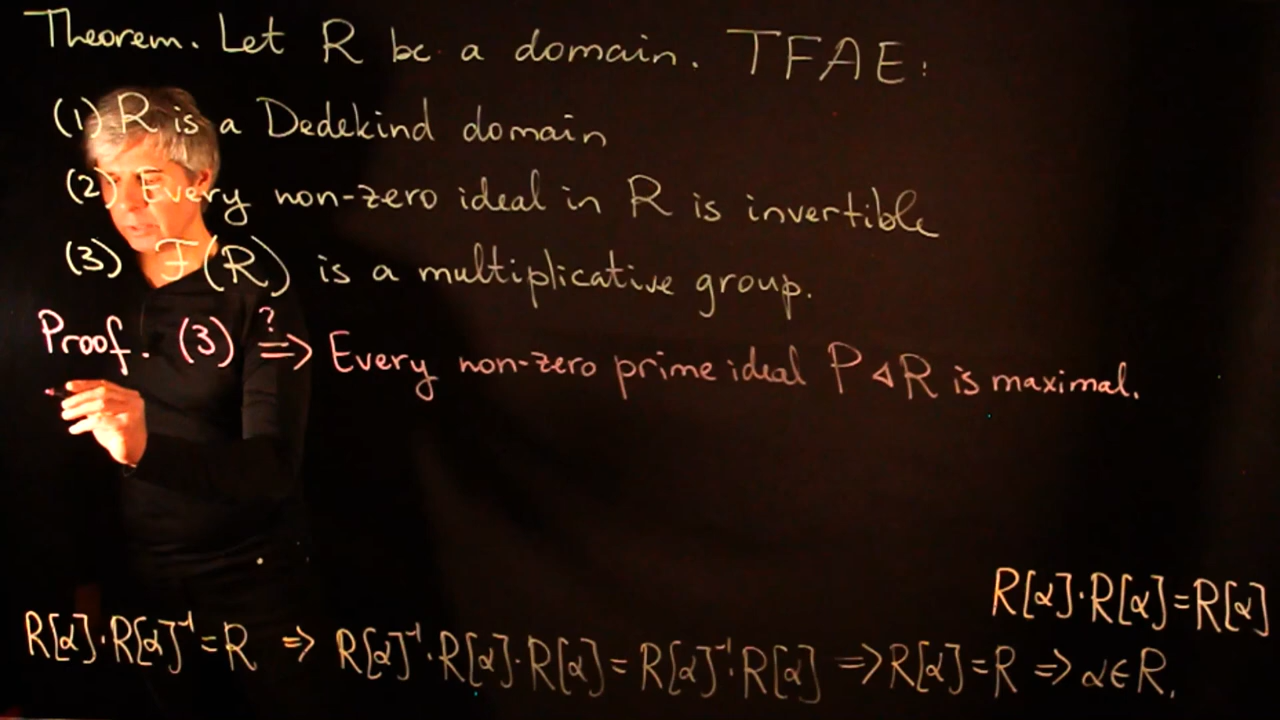 Theorem. Let R be a domain. TFAE:
(1) R is a Dedekind domain
(2). Every non-zero ideal in R is invertible
(3) F(R) is a multiplicative group.
Proof. (3) ?⇒ Every non-zero prime ideal P ◁ R is maximal.
R[α]·R[α]=R[α]
R[α]·R[α]⁻¹=R ⇒ R[α]⁻¹·R[α]·R[α]=R[α]⁻¹·R[α] ⇒R[α]=R ⇒ α∈R.